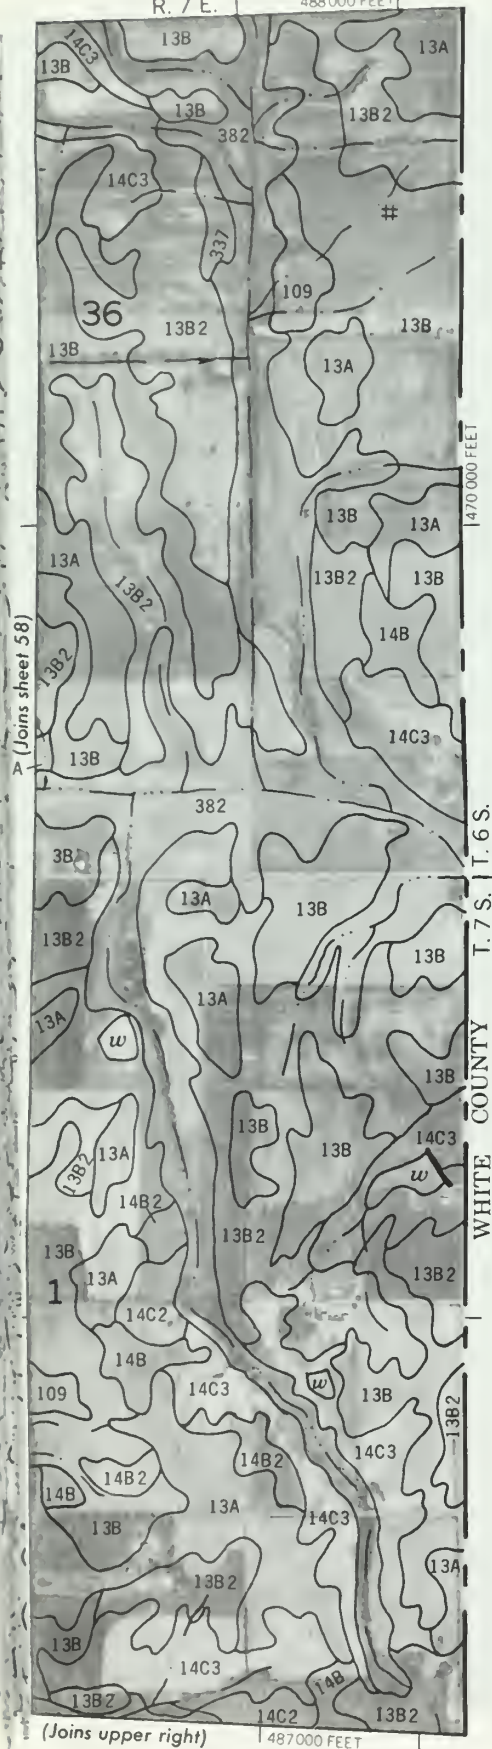 R. 7 E.
488 000 FEET
14C3
13B
13A
13B
13B
13B2
382
14C3
337
#
109
36
13B2
13B
13B
13A
470 000 FEET
13B
13A
13A
13B2
13B2
13B
14B
(Joins sheet 58)
13B2
14C3
13B
A
382
T. 6 S.
3B
T. 7 S.
13A
13B
13B2
13B
13A
13A
w
13B
WHITE COUNTY
13B
13B
14C3
13A
13B2
w
14B2
13B
13B2
13B2
13A
1
14C2
14B
w
14C3
13B
109
13B2
14C3
14B2
14B2
14B
13A
14C3
13B
13A
13B2
13B
14C3
14B
13B2
14C2
13B2
(Joins upper right)
487 000 FEET